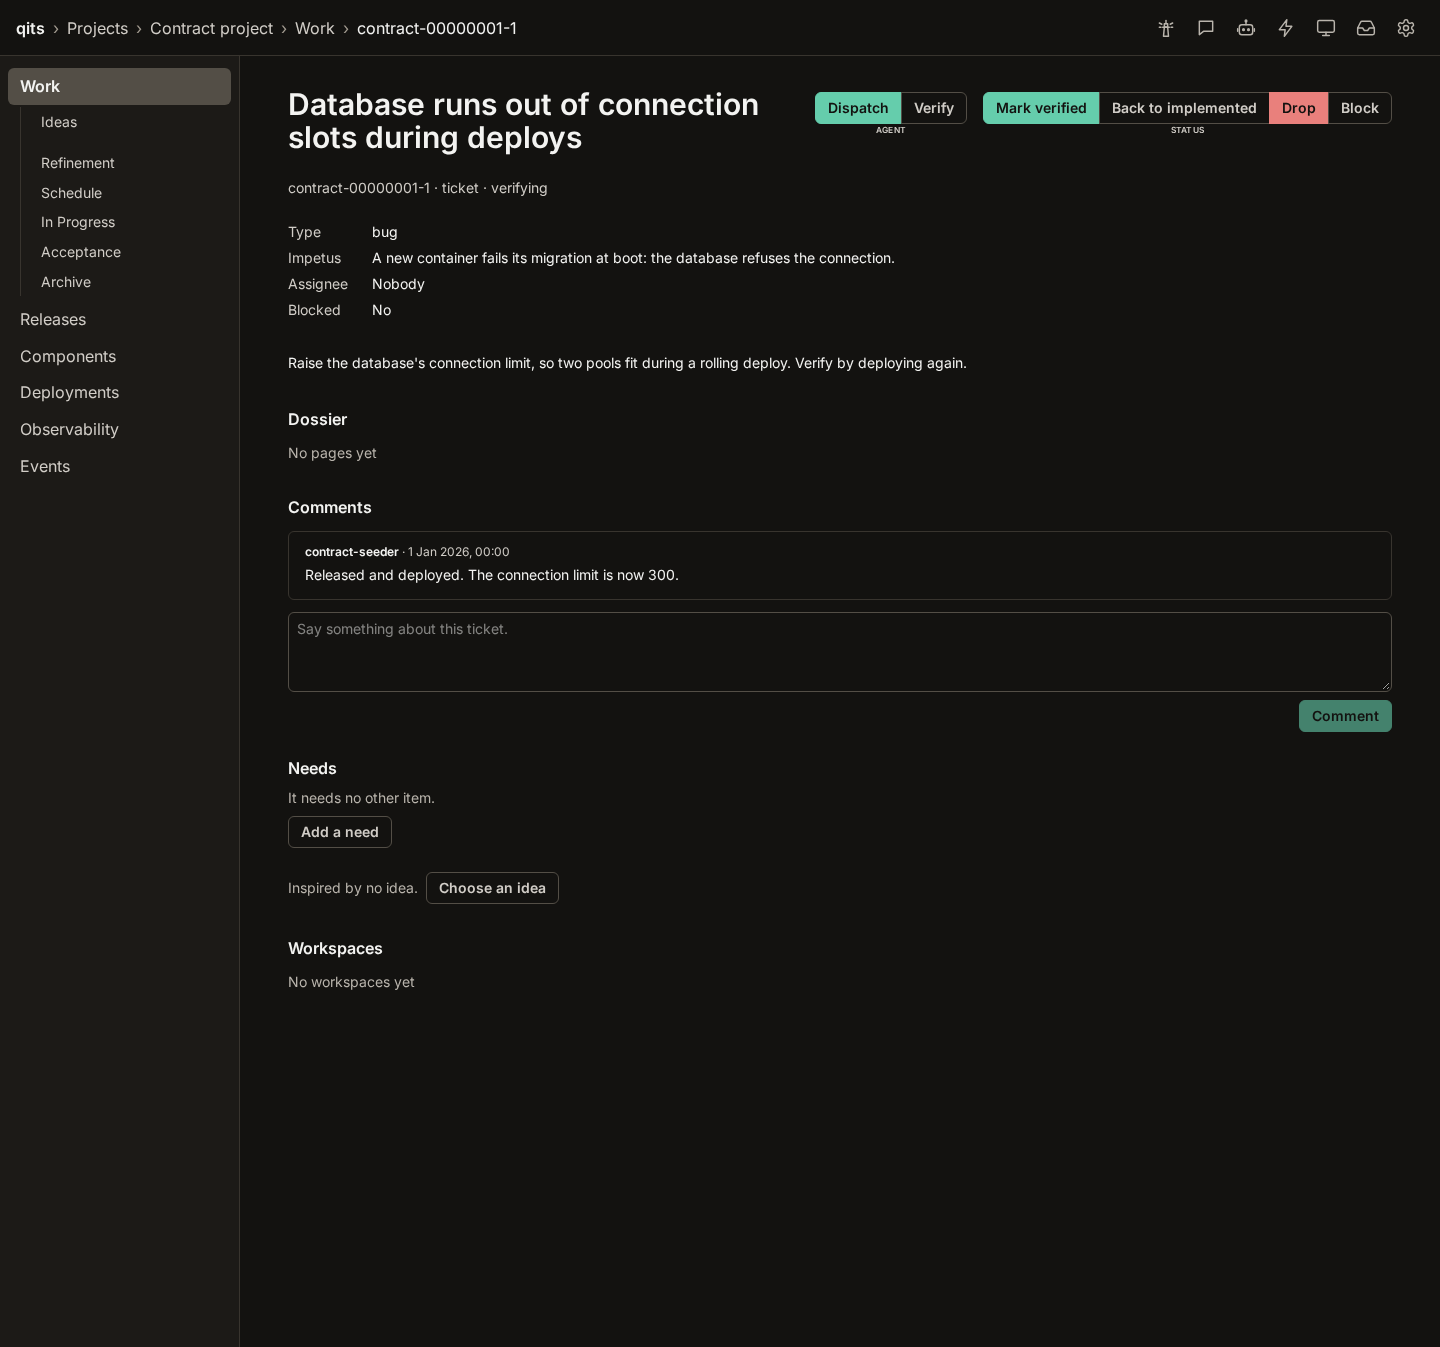 qits › Projects › Contract project › Work › contract-00000001-1
Work
Ideas
Refinement
Schedule
In Progress
Acceptance
Archive
Releases
Components
Deployments
Observability
Events
Database runs out of connection
slots during deploys
Dispatch Verify
AGENT
Mark verified Back to implemented Drop Block
STATUS
contract-00000001-1 · ticket · verifying
Type bug
Impetus A new container fails its migration at boot: the database refuses the connection.
Assignee Nobody
Blocked No
Raise the database's connection limit, so two pools fit during a rolling deploy. Verify by deploying again.
Dossier
No pages yet
Comments
contract-seeder · 1 Jan 2026, 00:00
Released and deployed. The connection limit is now 300.
Say something about this ticket.
Comment
Needs
It needs no other item.
Add a need
Inspired by no idea. Choose an idea
Workspaces
No workspaces yet